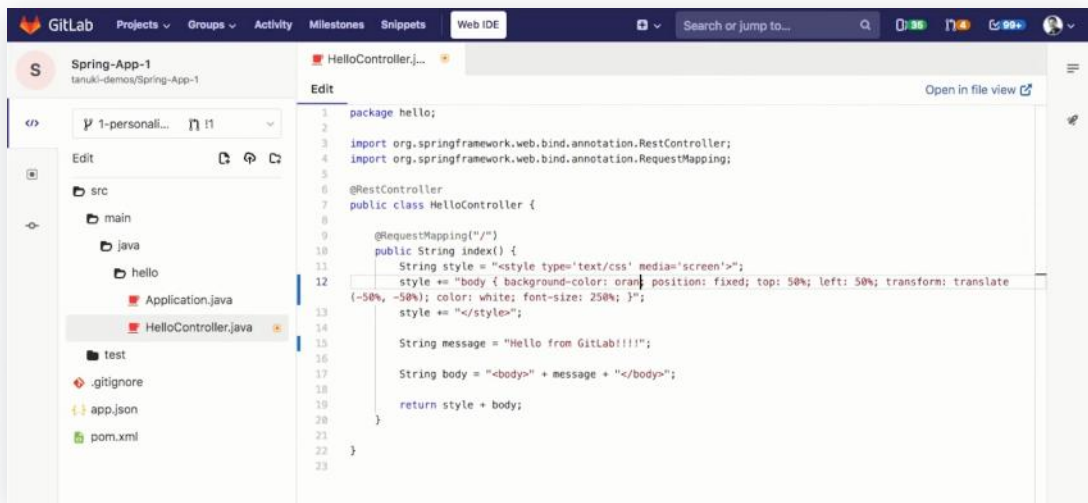 GitLab Projects Groups Activity Milestones Snippets Web IDE Search or jump to... 35 4 99+
S Spring-App-1
tanuki-demos/Spring-App-1
HelloController.j...
Edit Open in file view
1-personali... !1
Edit
src
main
java
hello
Application.java
HelloController.java
test
.gitignore
app.json
pom.xml
1 package hello;
2
3 import org.springframework.web.bind.annotation.RestController;
4 import org.springframework.web.bind.annotation.RequestMapping;
5
6 @RestController
7 public class HelloController {
8
9 @RequestMapping("/")
10 public String index() {
11 String style = "<style type='text/css' media='screen'>";
12 style += "body { background-color: oran; position: fixed; top: 50%; left: 50%; transform: translate
(-50%, -50%); color: white; font-size: 250%; }";
13 style += "</style>";
14
15 String message = "Hello from GitLab!!!!";
16
17 String body = "<body>" + message + "</body>";
18
19 return style + body;
20 }
21
22 }
23